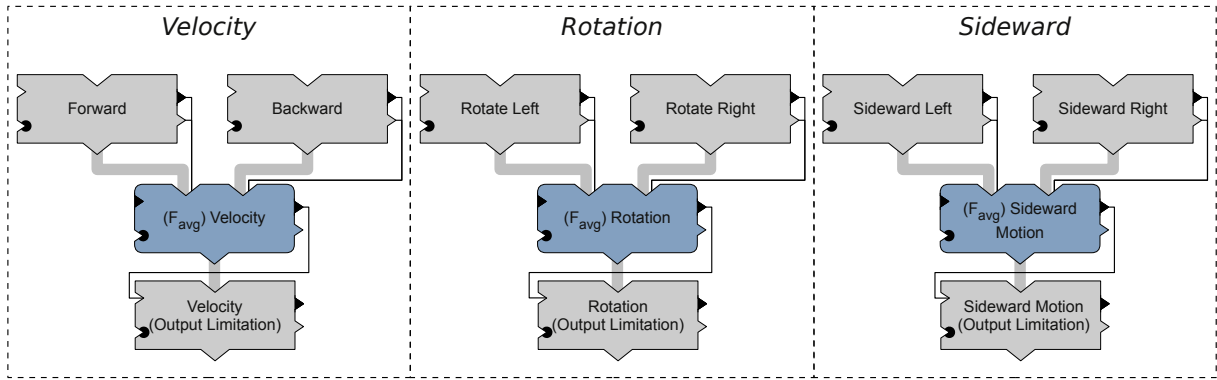 Velocity
Rotation
Sideward
Forward
Backward
Rotate Left
Rotate Right
Sideward Left
Sideward Right
(Favg) Velocity
(Favg) Rotation
(Favg) Sideward
Motion
Velocity
(Output Limitation)
Rotation
(Output Limitation)
Sideward Motion
(Output Limitation)